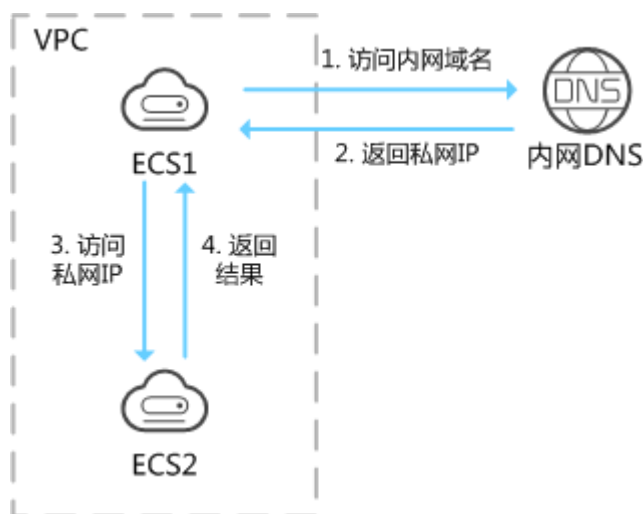 VPC
1. 访问内网域名
DNS
2. 返回私网IP
ECS1
内网DNS
3. 访问
私网IP
4. 返回
结果
ECS2